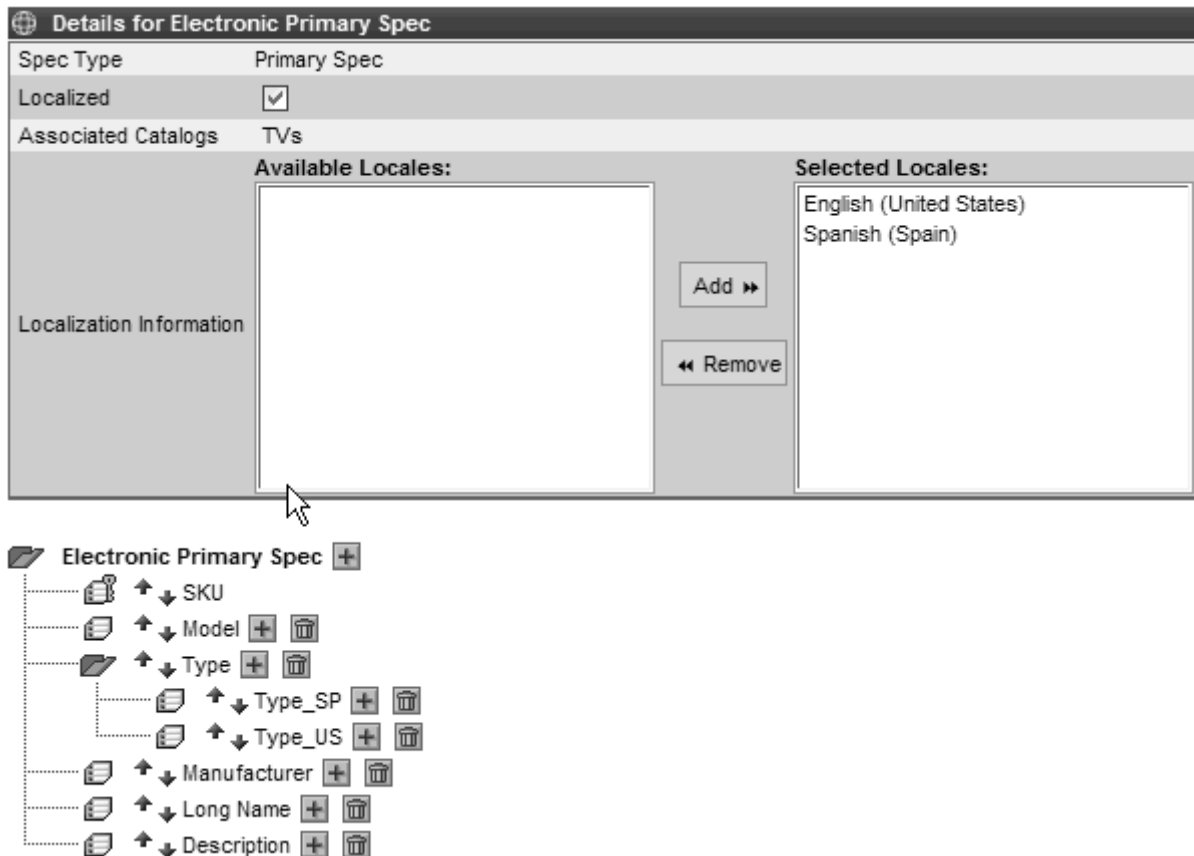 Details for Electronic Primary Spec
Spec Type Primary Spec
Localized
Associated Catalogs TVs
Available Locales: Selected Locales:
English (United States)
Spanish (Spain)
Add
Localization Information
Remove
Electronic Primary Spec
SKU
Model
Type
Type_SP
Type_US
Manufacturer
Long Name
Description